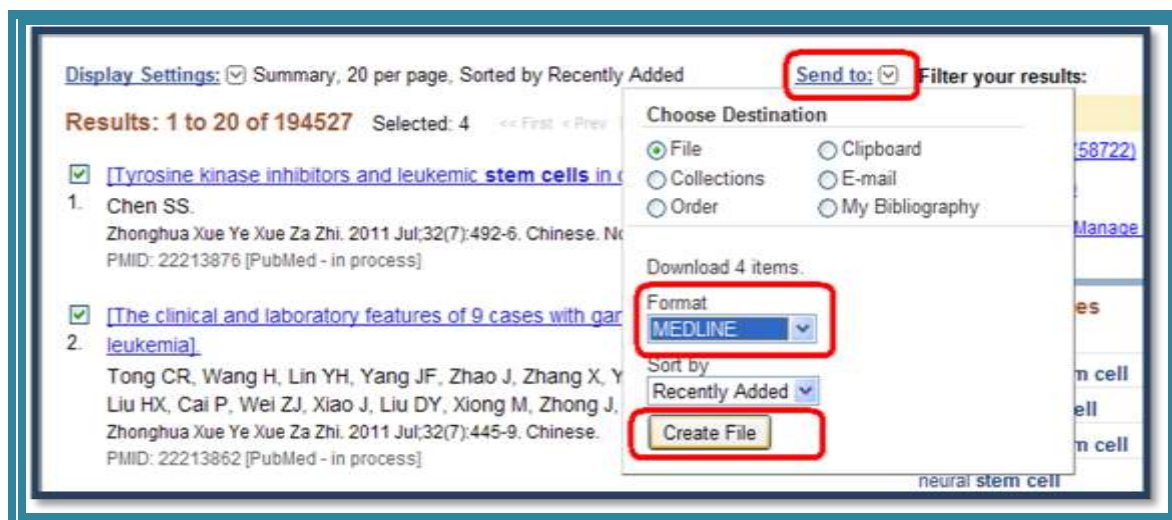 Display Settings: Summary, 20 per page, Sorted by Recently Added
Send to:
Filter your results:
Results: 1 to 20 of 194527 Selected: 4 << First < Prev
[Tyrosine kinase inhibitors and leukemic stem cells in
1. Chen SS.
Zhonghua Xue Ye Xue Za Zhi. 2011 Jul;32(7):492-6. Chinese.
PMID: 22213876 [PubMed - in process]
[The clinical and laboratory features of 9 cases with
2. leukemia].
Tong CR, Wang H, Lin YH, Yang JF, Zhao J, Zhang X, Y
Liu HX, Cai P, Wei ZJ, Xiao J, Liu DY, Xiong M, Zhong J,
Zhonghua Xue Ye Xue Za Zhi. 2011 Jul;32(7):445-9. Chinese.
PMID: 22213862 [PubMed - in process]
Choose Destination
File Clipboard
Collections E-mail
Order My Bibliography
Download 4 items.
Format
MEDLINE
Sort by
Recently Added
Create File
58722)
Manage
es
m cell
ell
m cell
neural stem cell